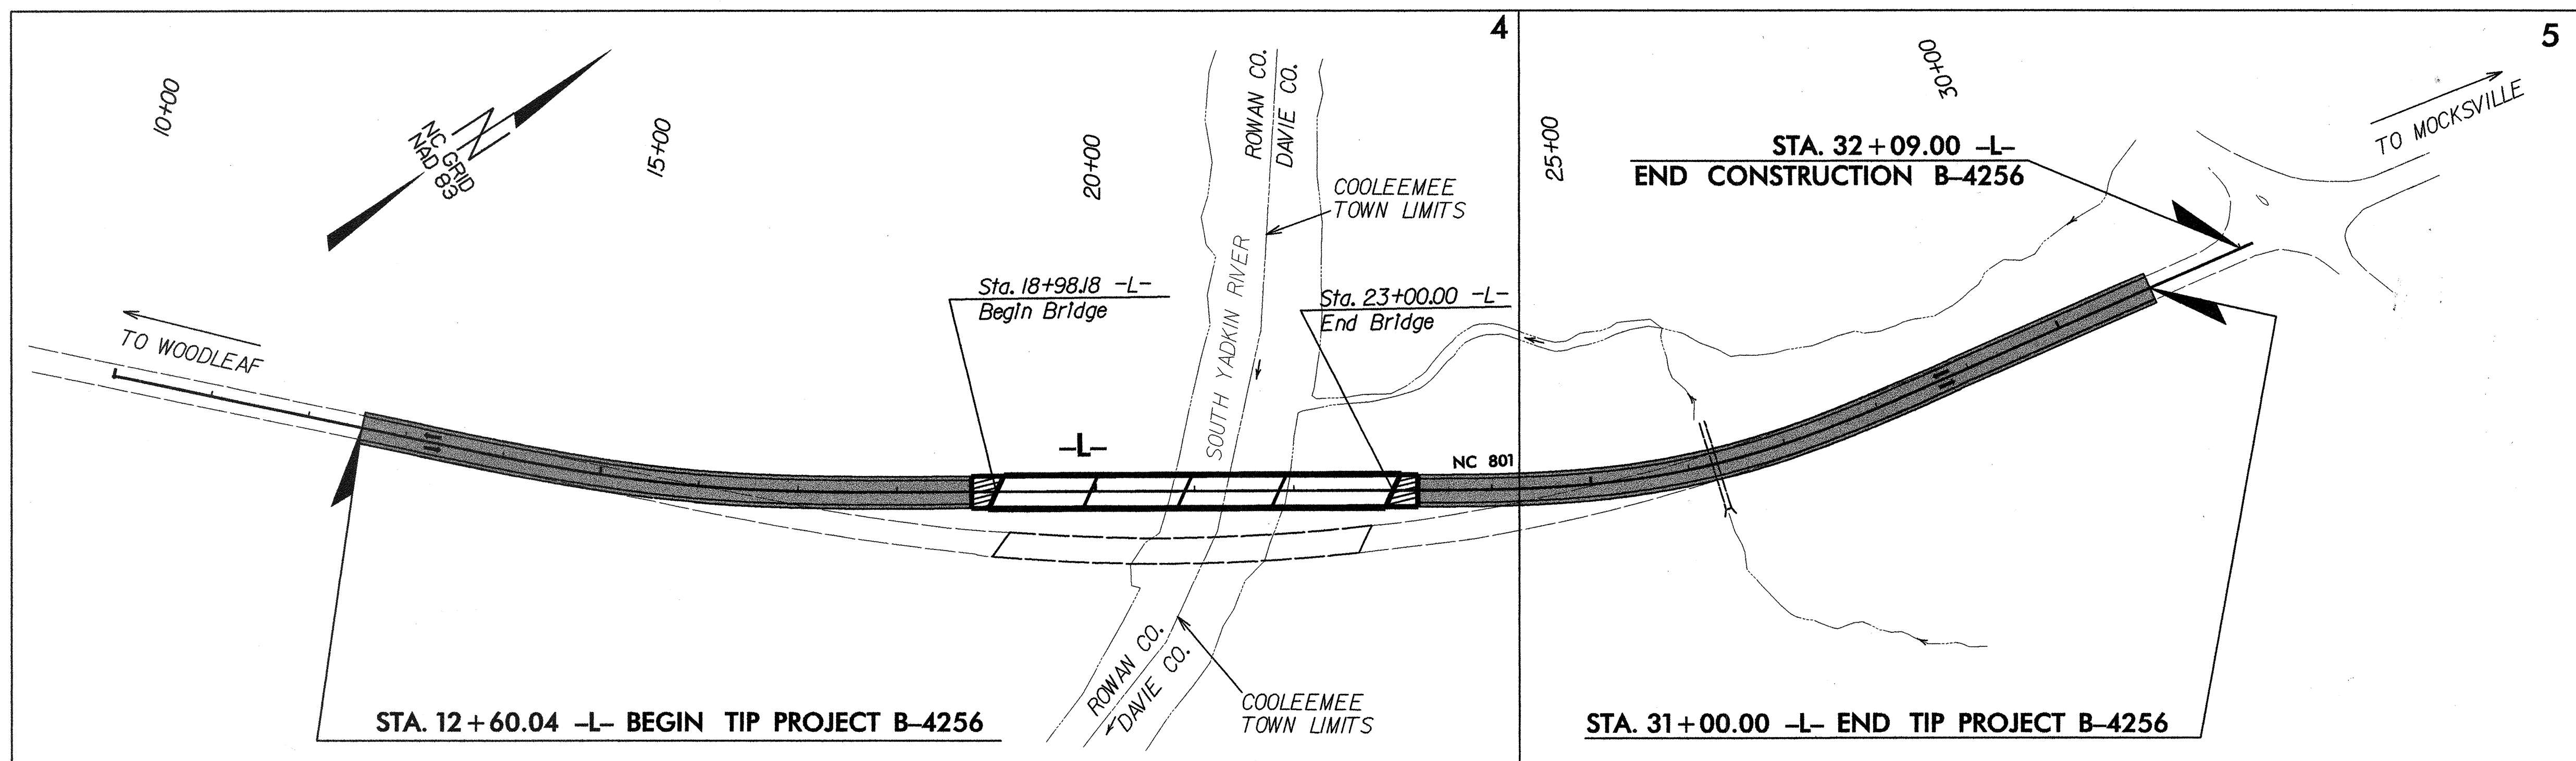 4
5
10+00
NC GRID
NAD 83
15+00
20+00
ROWAN CO.
DAVIE CO.
COOLEEMEE
TOWN LIMITS
25+00
30+00
TO MOCKSVILLE
STA. 32+09.00 -L-
END CONSTRUCTION B-4256
SOUTH YADKIN RIVER
Sta. 18+98.18 -L-
Begin Bridge
Sta. 23+00.00 -L-
End Bridge
TO WOODLEAF
-L-
NC 801
ROWAN CO.
DAVIE CO.
COOLEEMEE
TOWN LIMITS
STA. 12+60.04 -L- BEGIN TIP PROJECT B-4256
STA. 31+00.00 -L- END TIP PROJECT B-4256